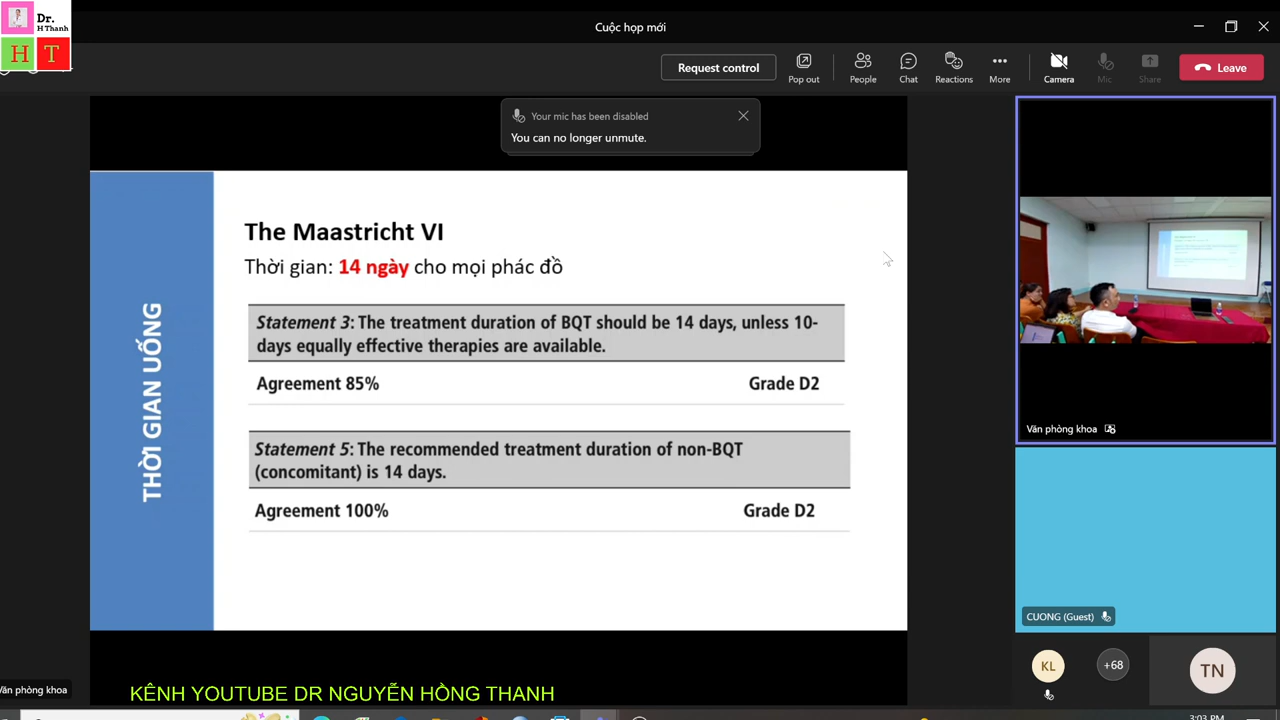 Dr.
H Thanh
H T
Cuộc họp mới
Request control
Pop out
People
Chat
Reactions
More
Camera
Mic
Share
Leave
Your mic has been disabled
You can no longer unmute.
THỜI GIAN UỐNG
The Maastricht VI
Thời gian: 14 ngày cho mọi phác đồ
Statement 3: The treatment duration of BQT should be 14 days, unless 10-
days equally effective therapies are available.
Agreement 85% Grade D2
Statement 5: The recommended treatment duration of non-BQT
(concomitant) is 14 days.
Agreement 100% Grade D2
Văn phòng khoa
CUONG (Guest)
KL
+68
TN
Văn phòng khoa
KÊNH YOUTUBE DR NGUYỄN HỒNG THANH
3:03 PM